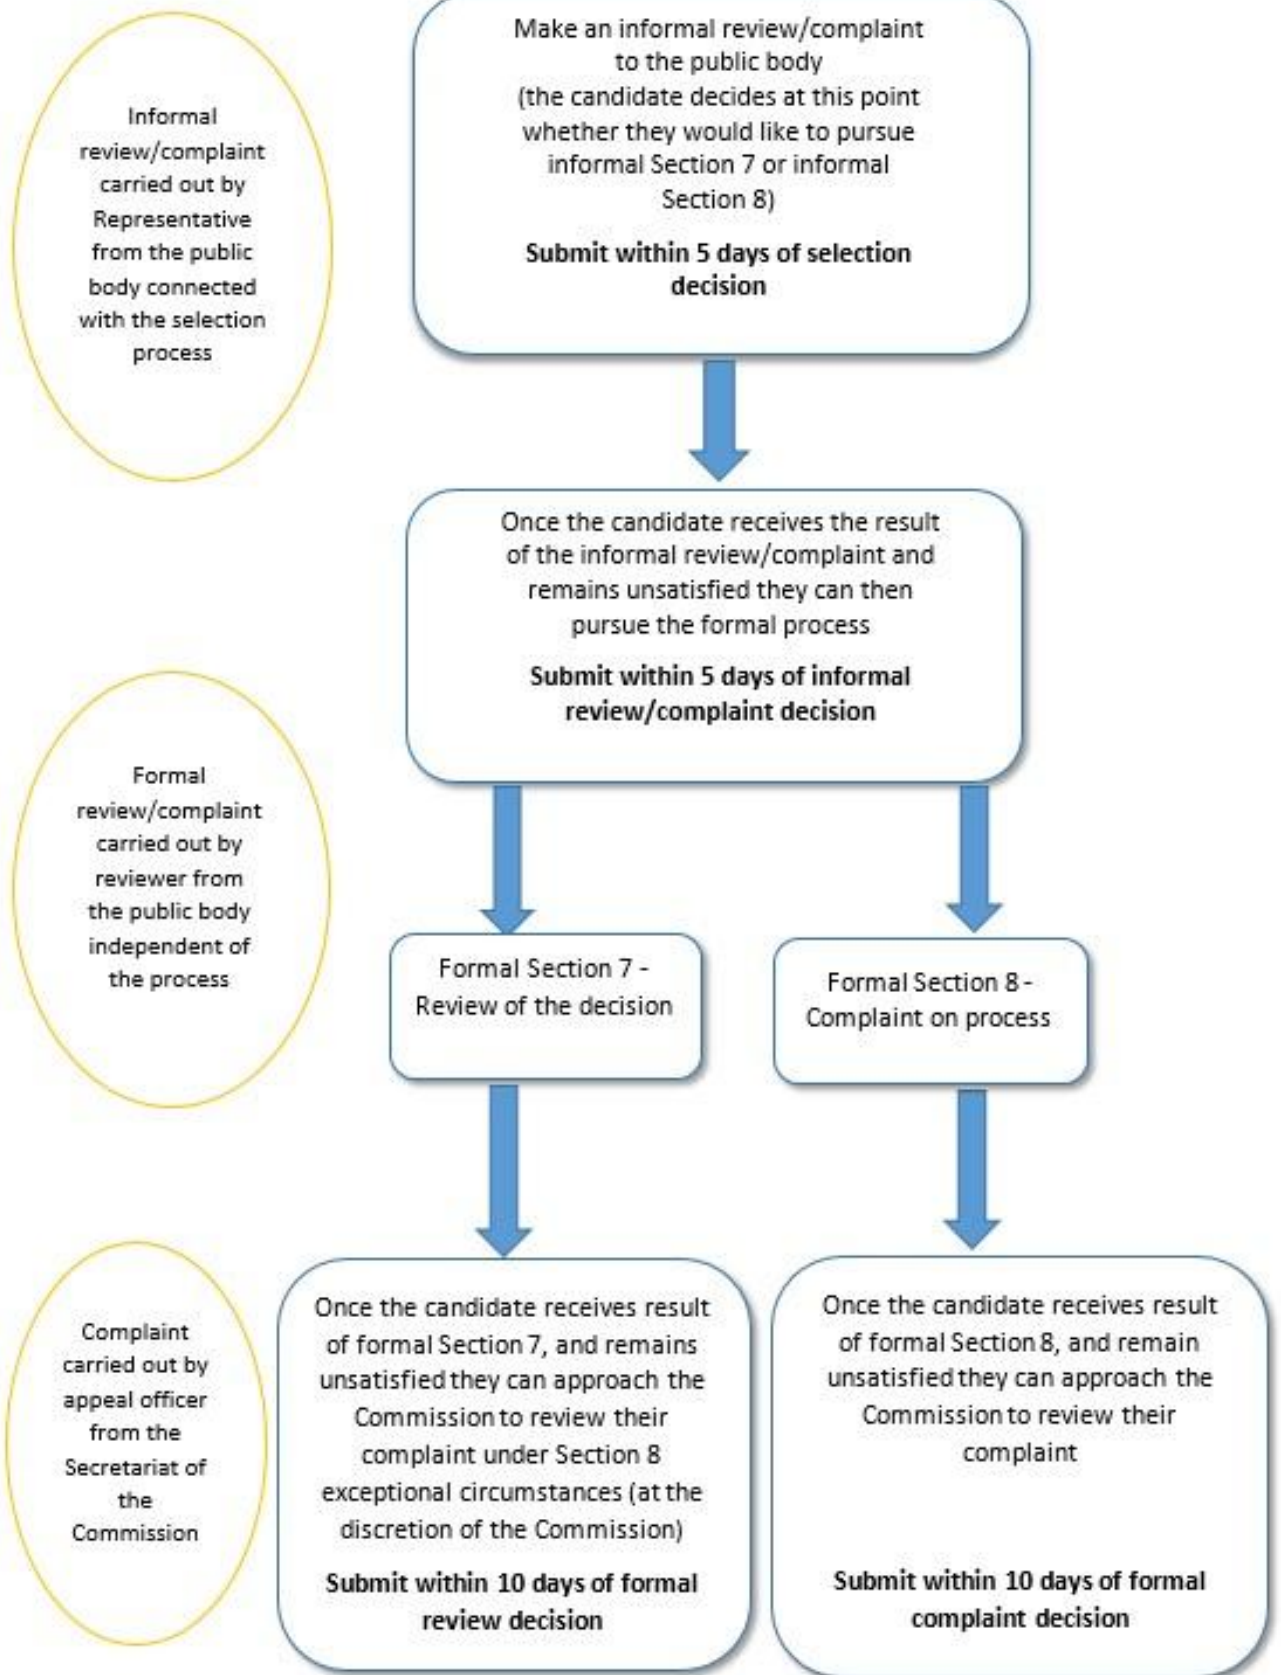 Make an informal review/complaint
to the public body
(the candidate decides at this point
whether they would like to pursue
informal Section 7 or informal
Section 8)
Submit within 5 days of selection
decision
Informal
review/complaint
carried out by
Representative
from the public
body connected
with the selection
process
Once the candidate receives the result
of the informal review/complaint and
remains unsatisfied they can then
pursue the formal process
Submit within 5 days of informal
review/complaint decision
Formal
review/complaint
carried out by
reviewer from
the public body
independent of
the process
Formal Section 7 -
Review of the decision
Formal Section 8 -
Complaint on process
Complaint
carried out by
appeal officer
from the
Secretariat of
the
Commission
Once the candidate receives result
of formal Section 7, and remains
unsatisfied they can approach the
Commission to review their
complaint under Section 8
exceptional circumstances (at the
discretion of the Commission)
Submit within 10 days of formal
review decision
Once the candidate receives result
of formal Section 8, and remain
unsatisfied they can approach the
Commission to review their
complaint
Submit within 10 days of formal
complaint decision